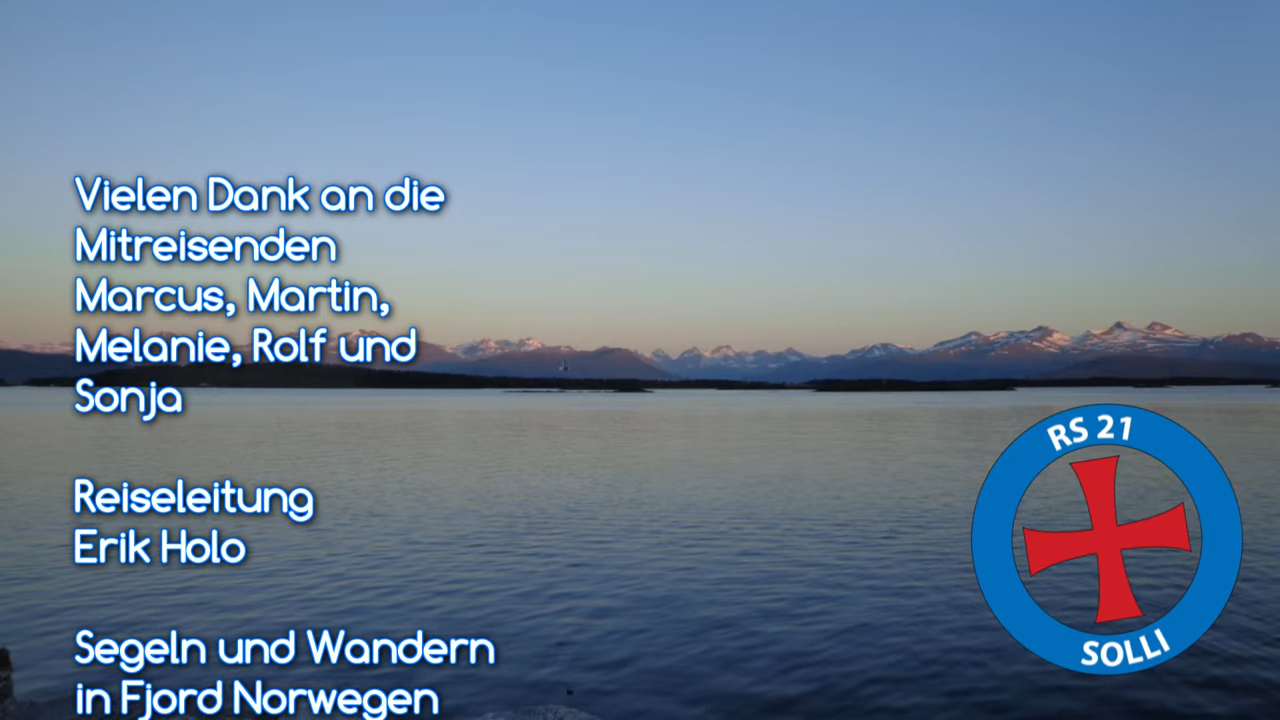 Vielen Dank an die
Mitreisenden
Marcus, Martin,
Melanie, Rolf und
Sonja
Reiseleitung
Erik Holo
Segeln und Wandern
in Fjord Norwegen
RS 21
SOLLI